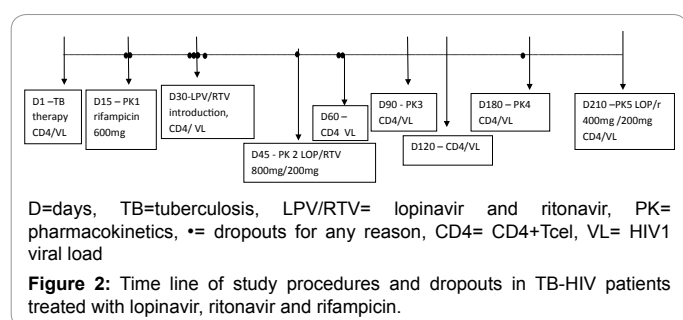 D1 –TB
therapy
CD4/VL
D15 – PK1
rifampicin
600mg
D30-LPV/RTV
introduction,
CD4/ VL
D45 - PK 2 LOP/RTV
800mg/200mg
D60 –
CD4 VL
D90 - PK3
CD4/VL
D120 – CD4/VL
D180 – PK4
CD4/VL
D210 –PK5 LOP/r
400mg /200mg
CD4/VL
D=days, TB=tuberculosis, LPV/RTV= lopinavir and ritonavir, PK=
pharmacokinetics, •= dropouts for any reason, CD4= CD4+Tcel, VL= HIV1
viral load
Figure 2: Time line of study procedures and dropouts in TB-HIV patients
treated with lopinavir, ritonavir and rifampicin.